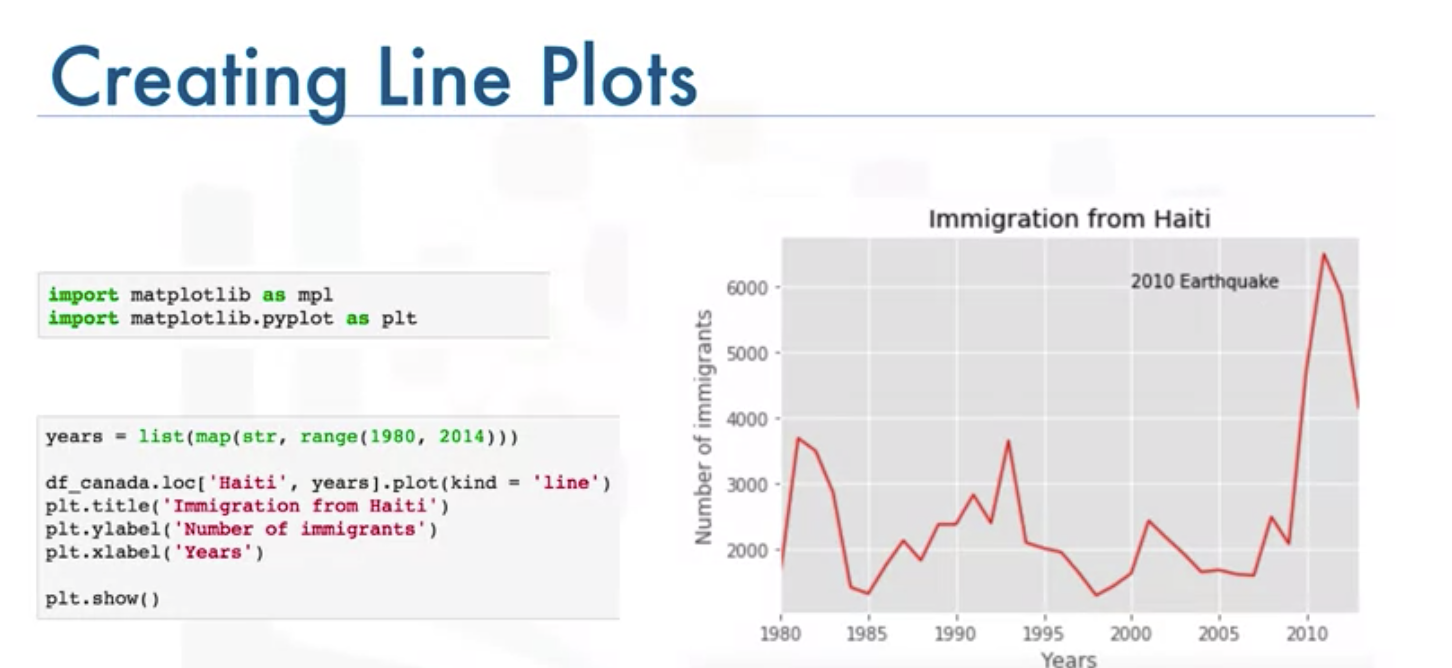 Creating Line Plots
import matplotlib as mpl
import matplotlib.pyplot as plt
years = list(map(str, range(1980, 2014)))
df_canada.loc['Haiti', years].plot(kind = 'line')
plt.title('Immigration from Haiti')
plt.ylabel('Number of immigrants')
plt.xlabel('Years')
plt.show()
Immigration from Haiti
2010 Earthquake
Number of immigrants
6000
5000
4000
3000
2000
1980 1985 1990 1995 2000 2005 2010
Years